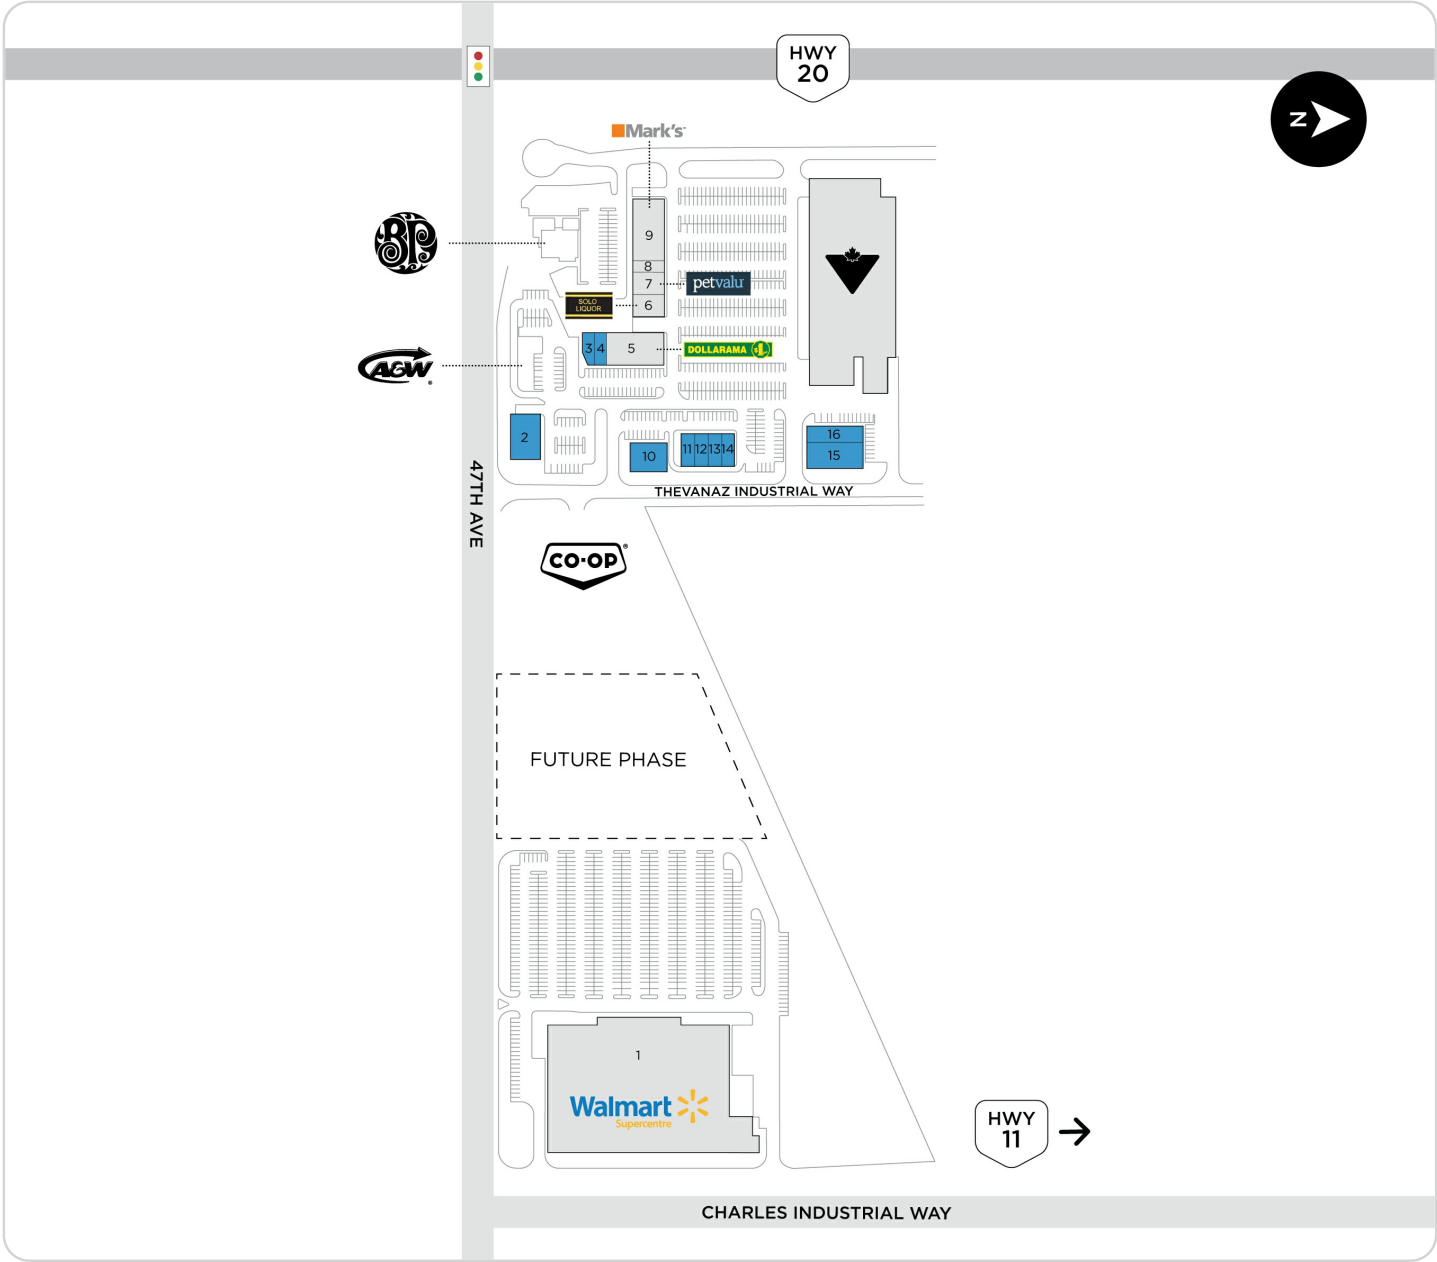 HWY
20
N
Mark's
BP
9
8
7
petvalu
SOLO
LIQUOR
6
3
4
5
DOLLARAMA
A&W
2
10
11
12
13
14
16
15
THEVANAZ INDUSTRIAL WAY
47TH AVE
CO·OP
FUTURE PHASE
1
Walmart
Supercentre
HWY
11
CHARLES INDUSTRIAL WAY